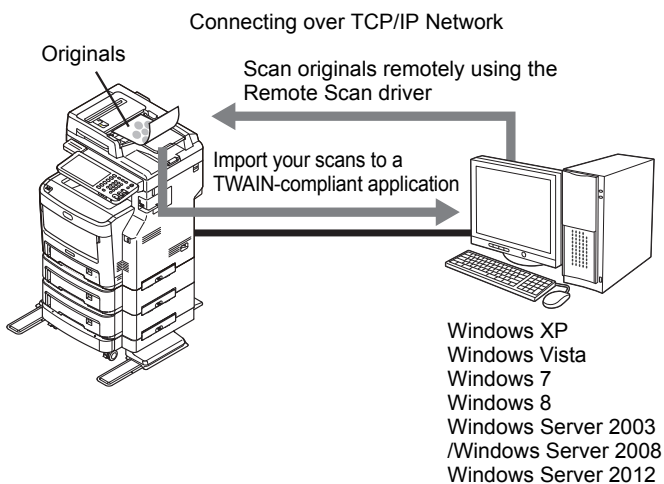 Connecting over TCP/IP Network
Originals
Scan originals remotely using the
Remote Scan driver
Import your scans to a
TWAIN-compliant application
Windows XP
Windows Vista
Windows 7
Windows 8
Windows Server 2003
/Windows Server 2008
Windows Server 2012